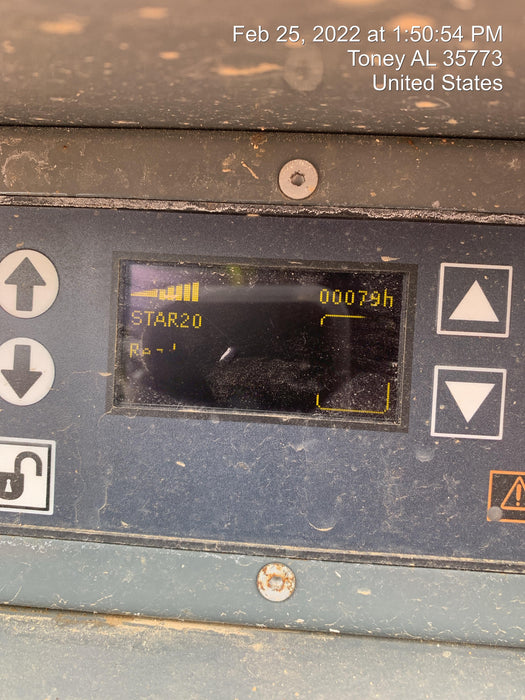 Feb 25, 2022 at 1:50:54 PM
Toney AL 35773
United States
00079h
STAR20